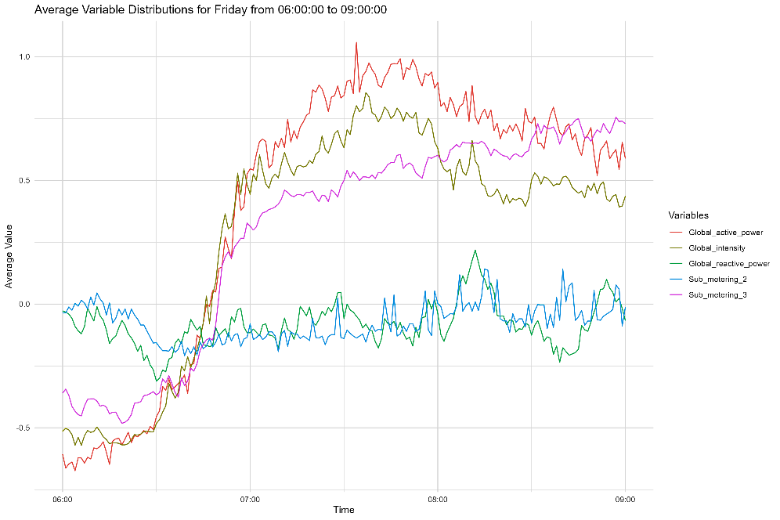 Average Variable Distributions for Friday from 06:00:00 to 09:00:00
1.0
0.5
0.0
-0.5
Average Value
06:00
07:00
08:00
09:00
Time
Variables
Global_active_power
Global_intensity
Global_reactive_power
Sub_metering_2
Sub_metering_3